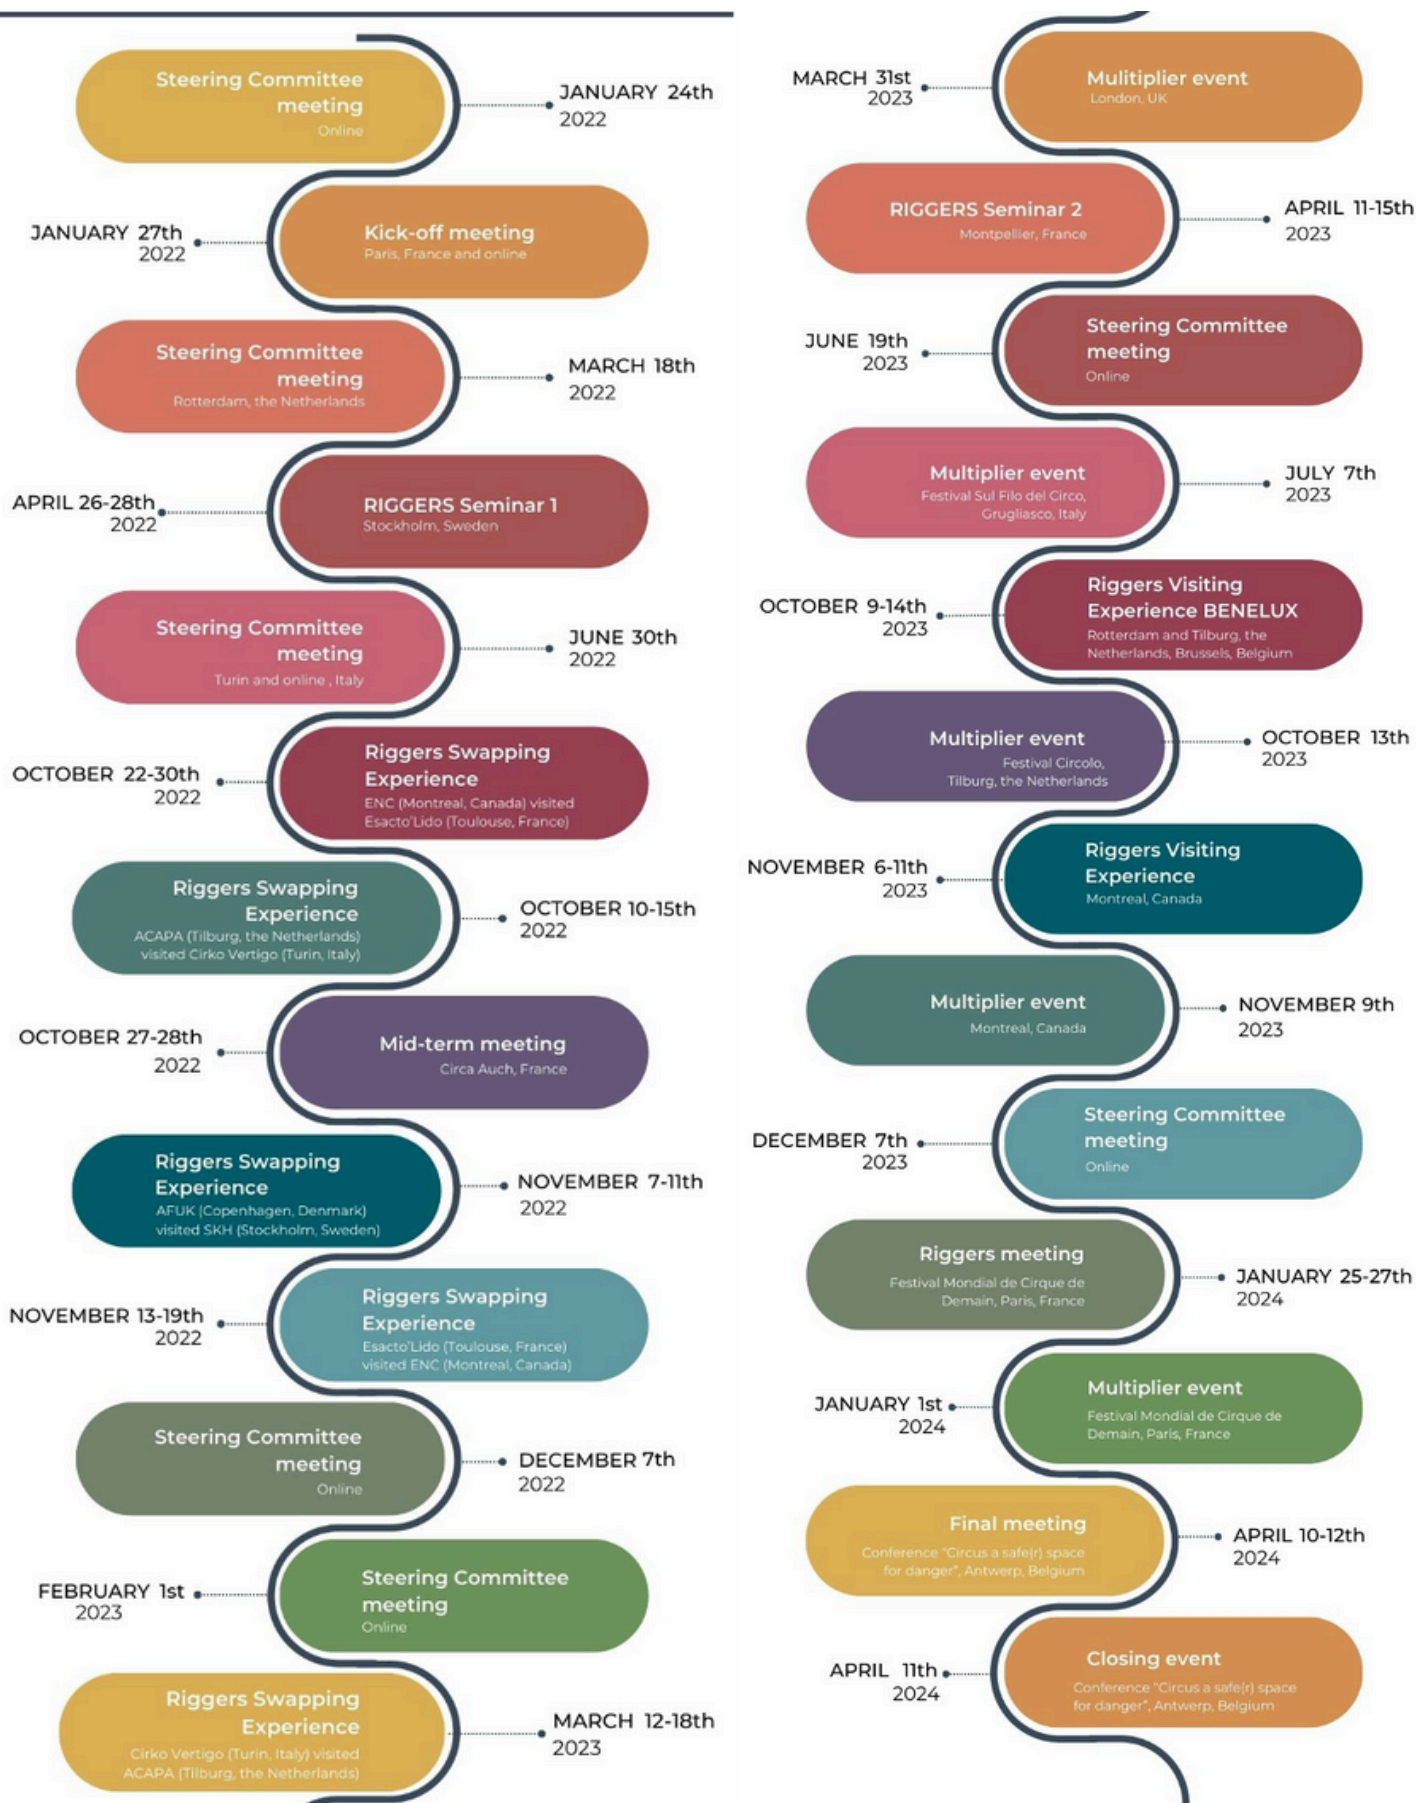 Steering Committee
meeting
Online
JANUARY 24th
2022
JANUARY 27th
2022
Kick-off meeting
Paris, France and online
Steering Committee
meeting
Rotterdam, the Netherlands
MARCH 18th
2022
APRIL 26-28th
2022
RIGGERS Seminar 1
Stockholm, Sweden
Steering Committee
meeting
Turin and online , Italy
JUNE 30th
2022
OCTOBER 22-30th
2022
Riggers Swapping
Experience
ENC (Montreal, Canada) visited
Esacto'Lido (Toulouse, France)
Riggers Swapping
Experience
ACAPA (Tilburg, the Netherlands)
visited Cirko Vertigo (Turin, Italy)
OCTOBER 10-15th
2022
OCTOBER 27-28th
2022
Mid-term meeting
Circa Auch, France
Riggers Swapping
Experience
AFUK (Copenhagen, Denmark)
visited SKH (Stockholm, Sweden)
NOVEMBER 7-11th
2022
NOVEMBER 13-19th
2022
Riggers Swapping
Experience
Esacto'Lido (Toulouse, France)
visited ENC (Montreal, Canada)
Steering Committee
meeting
Online
DECEMBER 7th
2022
FEBRUARY 1st
2023
Steering Committee
meeting
Online
Riggers Swapping
Experience
Cirko Vertigo (Turin, Italy) visited
ACAPA (Tilburg, the Netherlands)
MARCH 12-18th
2023
MARCH 31st
2023
Mulitiplier event
London, UK
RIGGERS Seminar 2
Montpellier, France
APRIL 11-15th
2023
JUNE 19th
2023
Steering Committee
meeting
Online
Multiplier event
Festival Sul Filo del Circo,
Grugliasco, Italy
JULY 7th
2023
OCTOBER 9-14th
2023
Riggers Visiting
Experience BENELUX
Rotterdam and Tilburg, the
Netherlands, Brussels, Belgium
Multiplier event
Festival Circolo,
Tilburg, the Netherlands
OCTOBER 13th
2023
NOVEMBER 6-11th
2023
Riggers Visiting
Experience
Montreal, Canada
Multiplier event
Montreal, Canada
NOVEMBER 9th
2023
DECEMBER 7th
2023
Steering Committee
meeting
Online
Riggers meeting
Festival Mondial de Cirque de
Demain, Paris, France
JANUARY 25-27th
2024
JANUARY 1st
2024
Multiplier event
Festival Mondial de Cirque de
Demain, Paris, France
Final meeting
Conference "Circus a safe(r) space
for danger", Antwerp, Belgium
APRIL 10-12th
2024
APRIL 11th
2024
Closing event
Conference "Circus a safe(r) space
for danger", Antwerp, Belgium